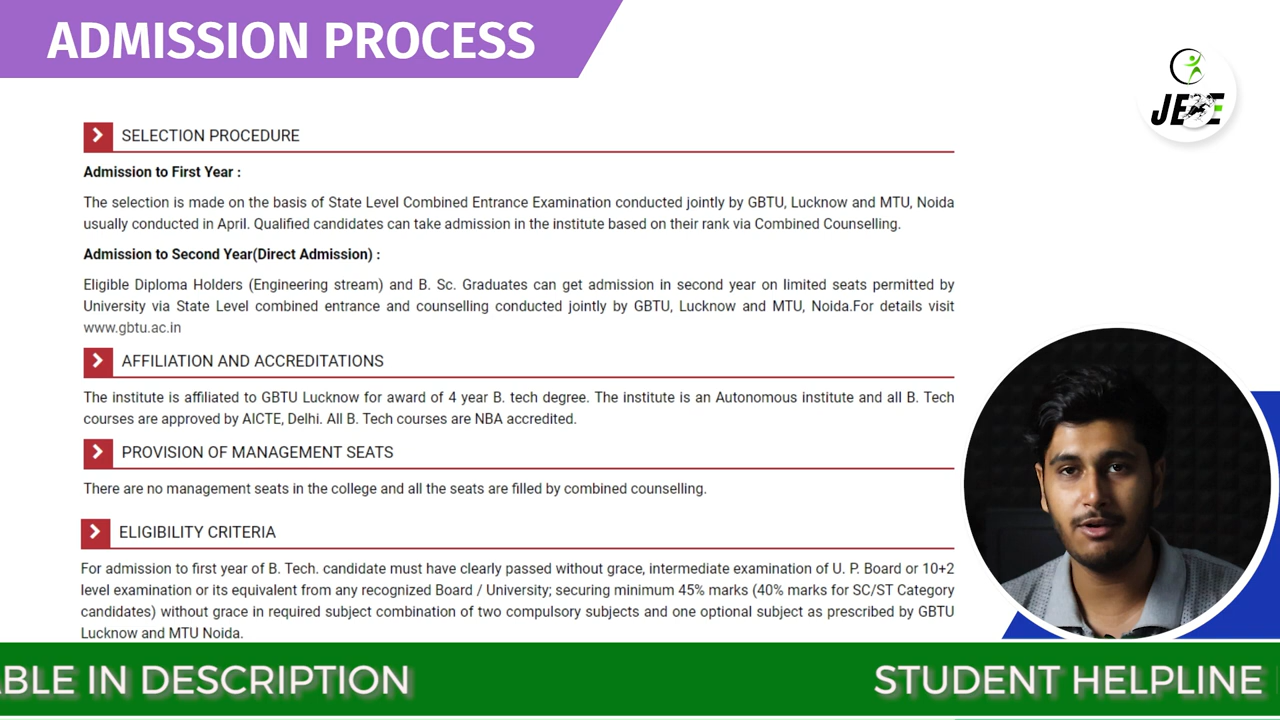 ADMISSION PROCESS
JE E
SELECTION PROCEDURE
Admission to First Year :
The selection is made on the basis of State Level Combined Entrance Examination conducted jointly by GBTU, Lucknow and MTU, Noida
usually conducted in April. Qualified candidates can take admission in the institute based on their rank via Combined Counselling.
Admission to Second Year(Direct Admission) :
Eligible Diploma Holders (Engineering stream) and B. Sc. Graduates can get admission in second year on limited seats permitted by
University via State Level combined entrance and counselling conducted jointly by GBTU, Lucknow and MTU, Noida.For details visit
www.gbtu.ac.in
AFFILIATION AND ACCREDITATIONS
The institute is affiliated to GBTU Lucknow for award of 4 year B. tech degree. The institute is an Autonomous institute and all B. Tech
courses are approved by AICTE, Delhi. All B. Tech courses are NBA accredited.
PROVISION OF MANAGEMENT SEATS
There are no management seats in the college and all the seats are filled by combined counselling.
ELIGIBILITY CRITERIA
For admission to first year of B. Tech. candidate must have clearly passed without grace, intermediate examination of U. P. Board or 10+2
level examination or its equivalent from any recognized Board / University; securing minimum 45% marks (40% marks for SC/ST Category
candidates) without grace in required subject combination of two compulsory subjects and one optional subject as prescribed by GBTU
Lucknow and MTU Noida.
ABLE IN DESCRIPTION STUDENT HELPLINE